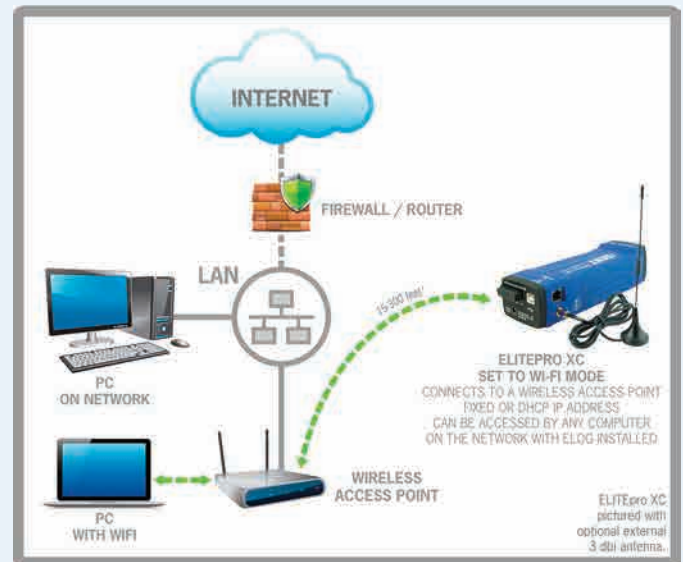 INTERNET
FIREWALL / ROUTER
LAN
PC
ON NETWORK
15-300 feet*
ELITEPRO XC
SET TO WI-FI MODE
CONNECTS TO A WIRELESS ACCESS POINT
FIXED OR DHCP IP ADDRESS
CAN BE ACCESSED BY ANY COMPUTER
ON THE NETWORK WITH ELOG INSTALLED
WIRELESS
ACCESS POINT
PC
WITH WIFI
ELITEpro XC
pictured with
optional external
3 dbi antenna.